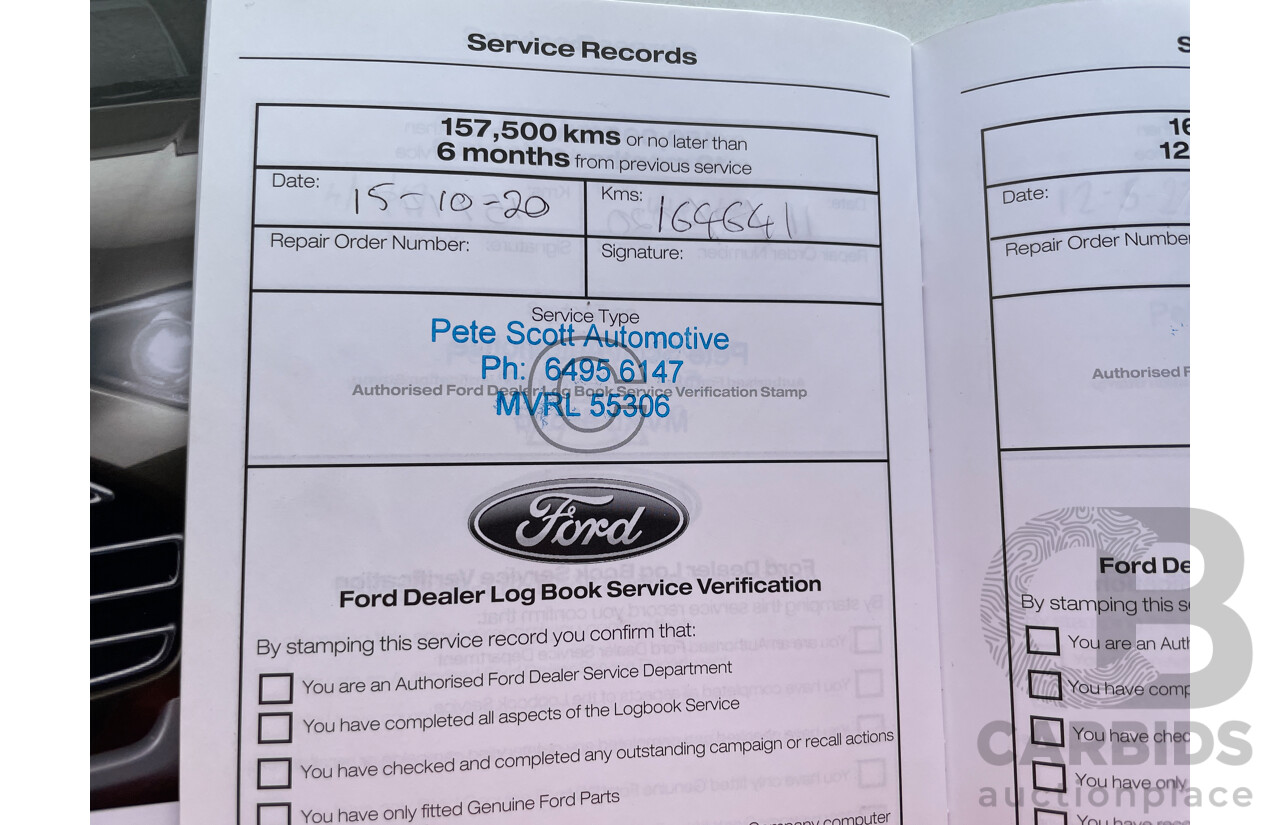 Service Records
157,500 kms or no later than
6 months from previous service
Date: 15-10-20
Kms: 164641
Repair Order Number:
Signature:
Service Type
Pete Scott Automotive
Ph: 6495 6147
Authorised Ford Dealer Log Book Service Verification Stamp
MVRL 55306
C
Ford
Ford Dealer Log Book Service Verification
By stamping this service record you confirm that:
You are an Authorised Ford Dealer Service Department
You have completed all aspects of the Logbook Service
You have checked and completed any outstanding campaign or recall actions
You have only fitted Genuine Ford Parts
computer
S
16
12
Date:
Repair Order Numbe
Authorised F
Ford De
By stamping this s
You are an Auth
You have comp
You have chec
You have only
CB
CARBIDS
auctionplace